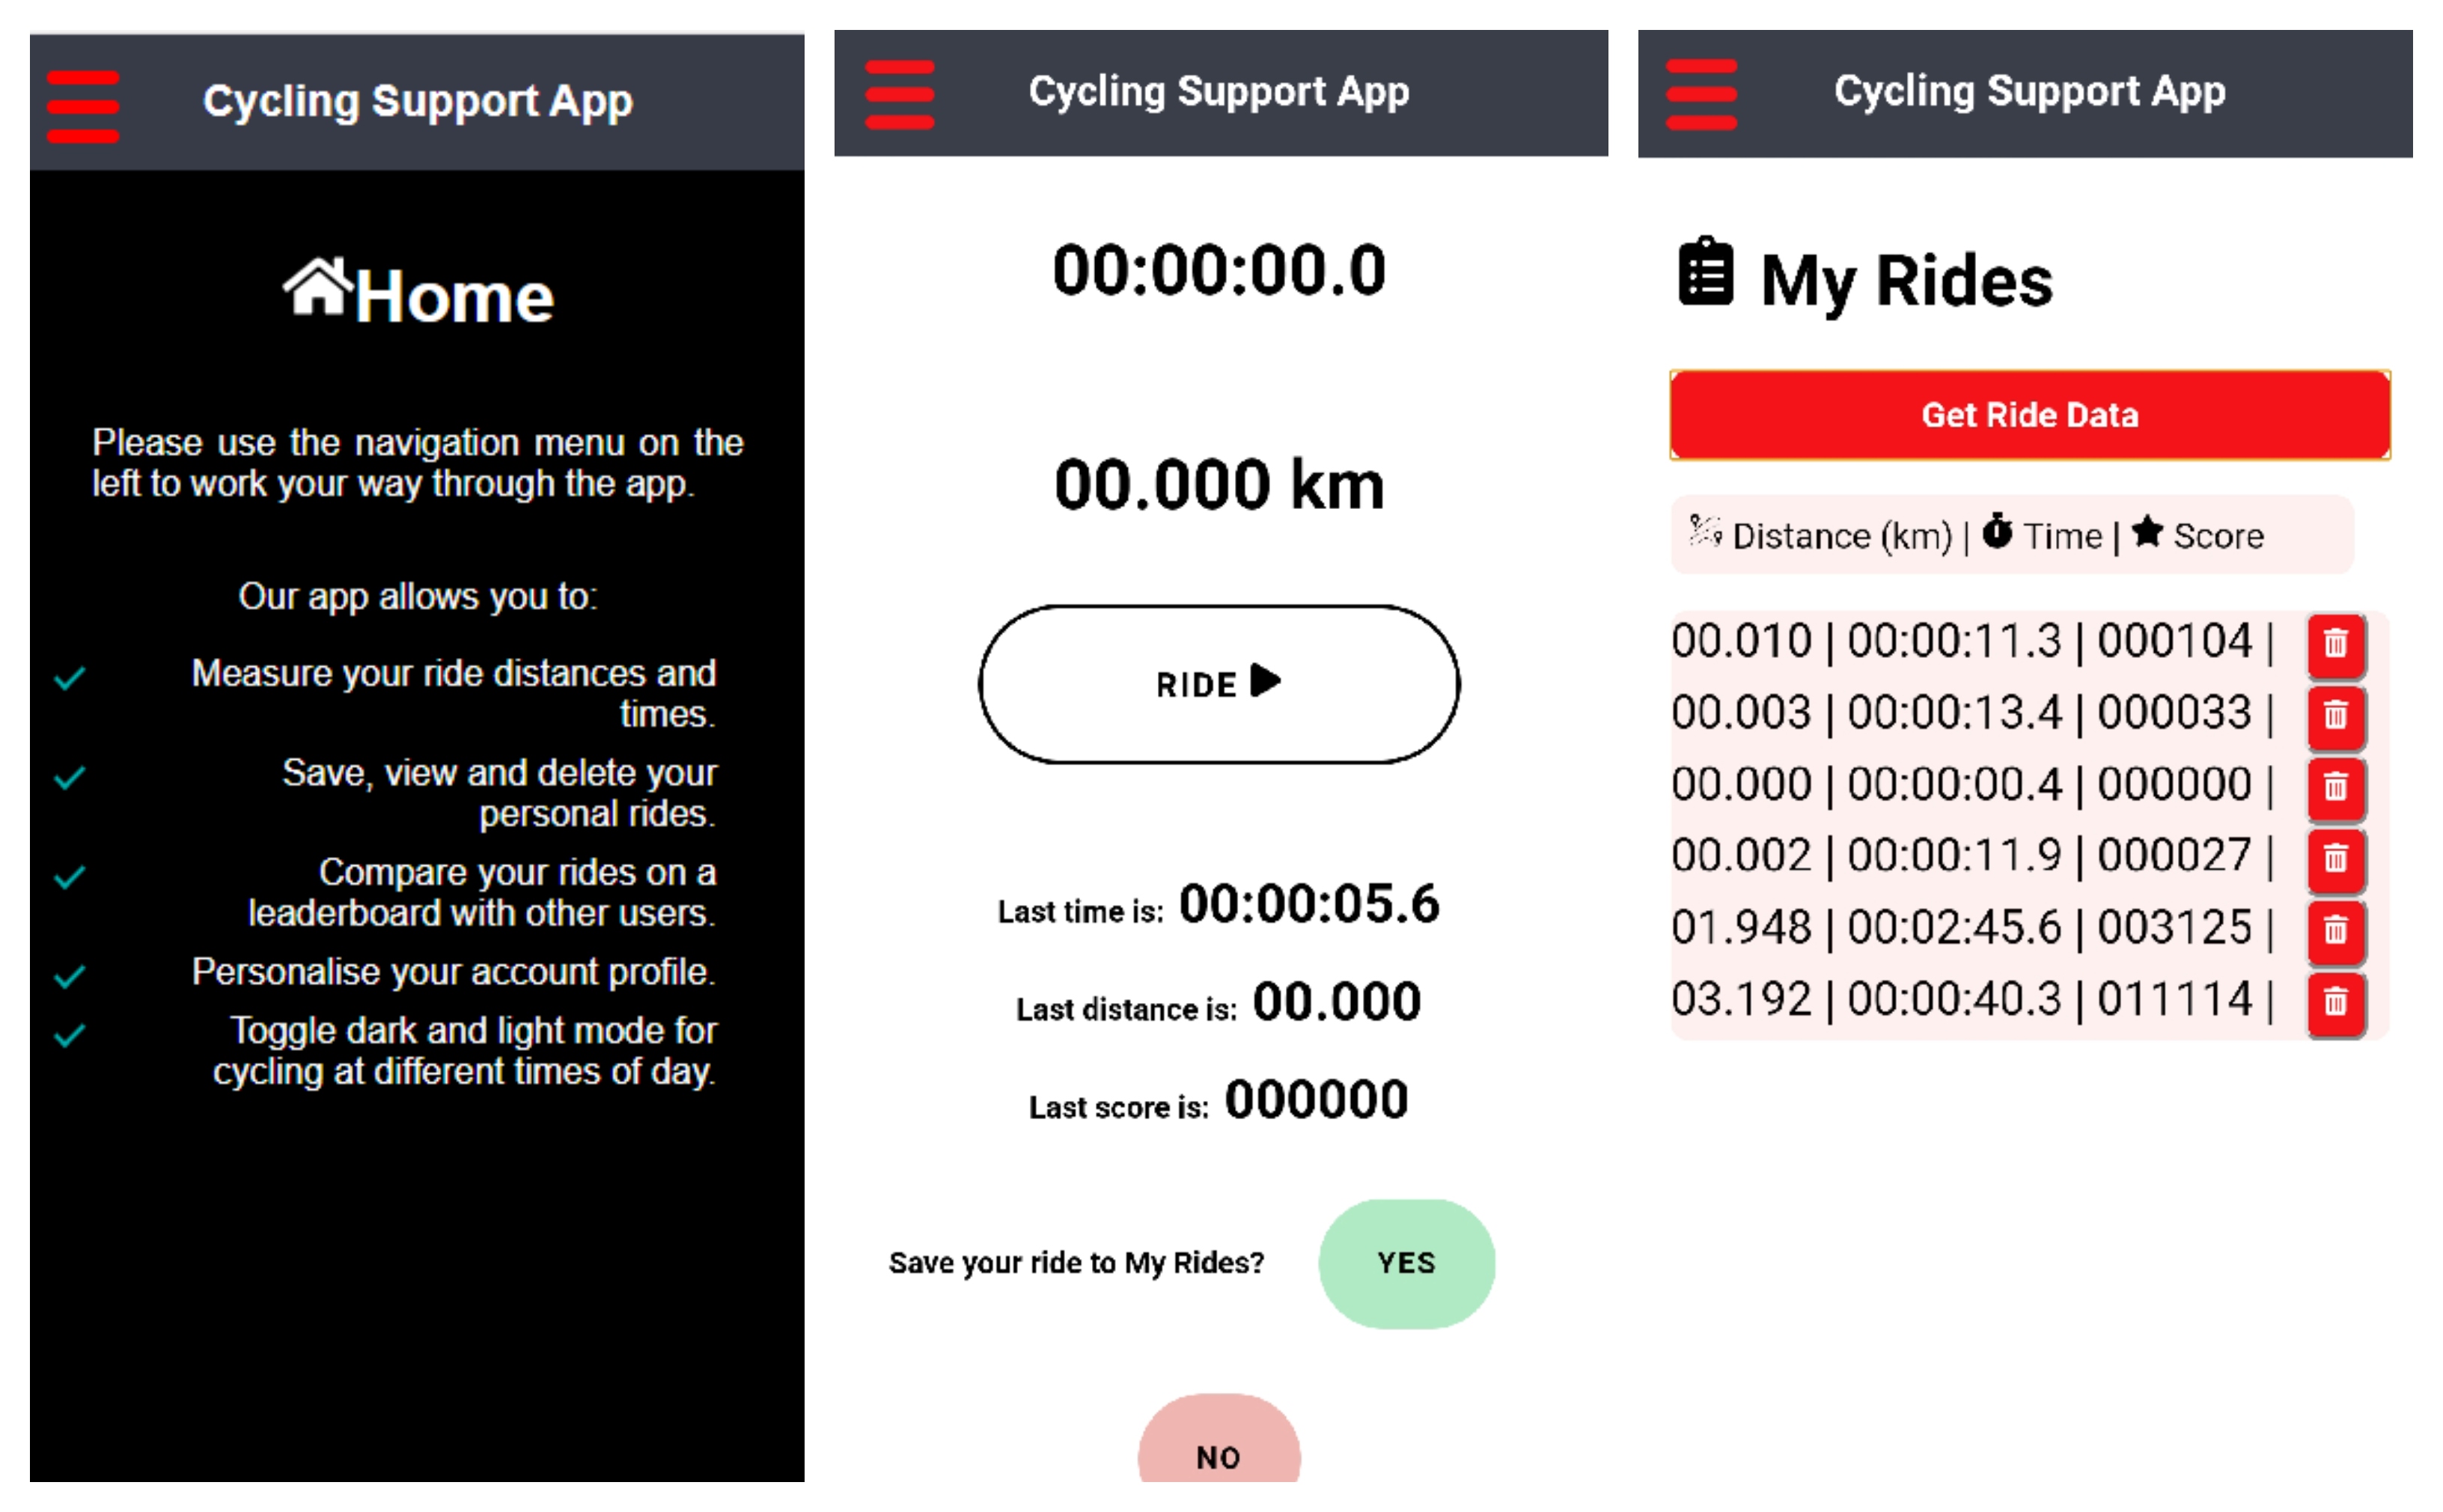 Cycling Support App
Home
Please use the navigation menu on the
left to work your way through the app.
Our app allows you to:
Measure your ride distances and
times.
Save, view and delete your
personal rides.
Compare your rides on a
leaderboard with other users.
Personalise your account profile.
Toggle dark and light mode for
cycling at different times of day.
Cycling Support App
00:00:00.0
00.000 km
RIDE
Last time is: 00:00:05.6
Last distance is: 00.000
Last score is: 000000
Save your ride to My Rides? YES
NO
Cycling Support App
My Rides
Get Ride Data
Distance (km) | Time | Score
00.010 | 00:00:11.3 | 000104 |
00.003 | 00:00:13.4 | 000033 |
00.000 | 00:00:00.4 | 000000 |
00.002 | 00:00:11.9 | 000027 |
01.948 | 00:02:45.6 | 003125 |
03.192 | 00:00:40.3 | 011114 |